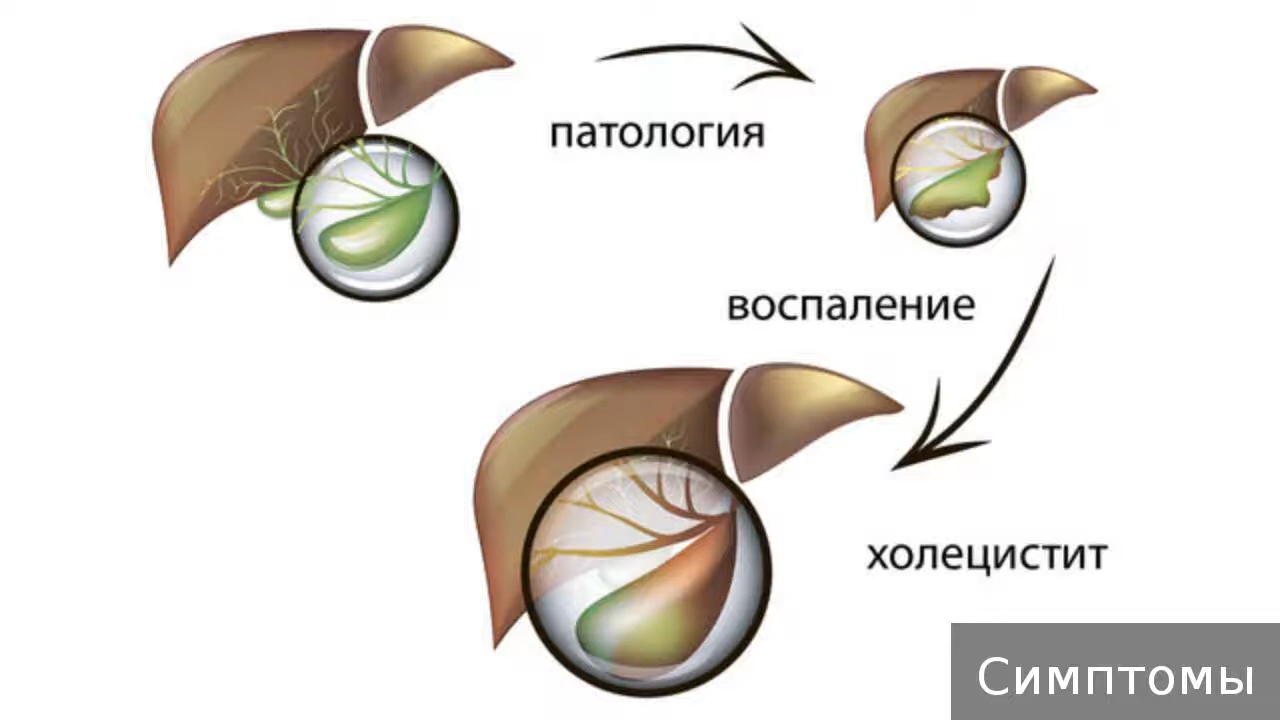 патология
воспаление
холецистит
Симптомы